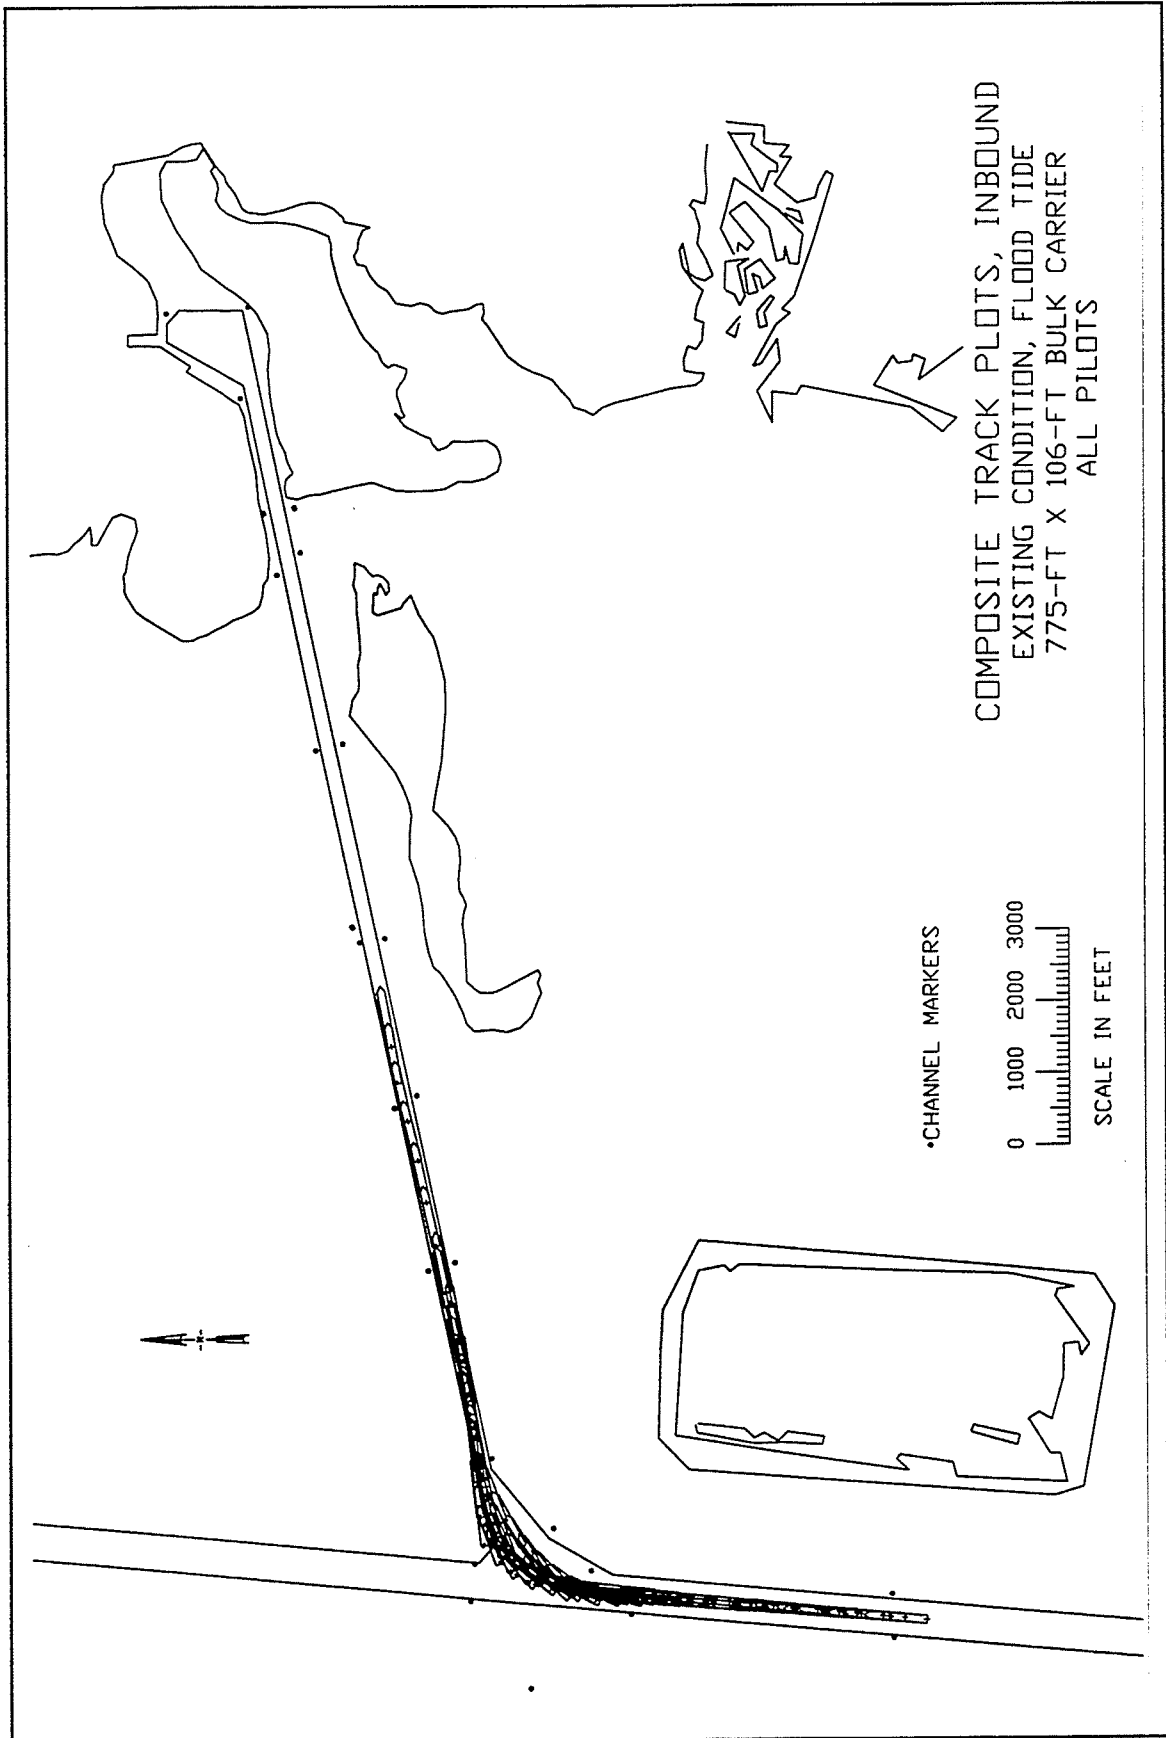 COMPOSITE TRACK PLOTS, INBOUND
EXISTING CONDITION, FLOOD TIDE
775-FT X 106-FT BULK CARRIER
ALL PILOTS
•CHANNEL MARKERS
0 1000 2000 3000
SCALE IN FEET